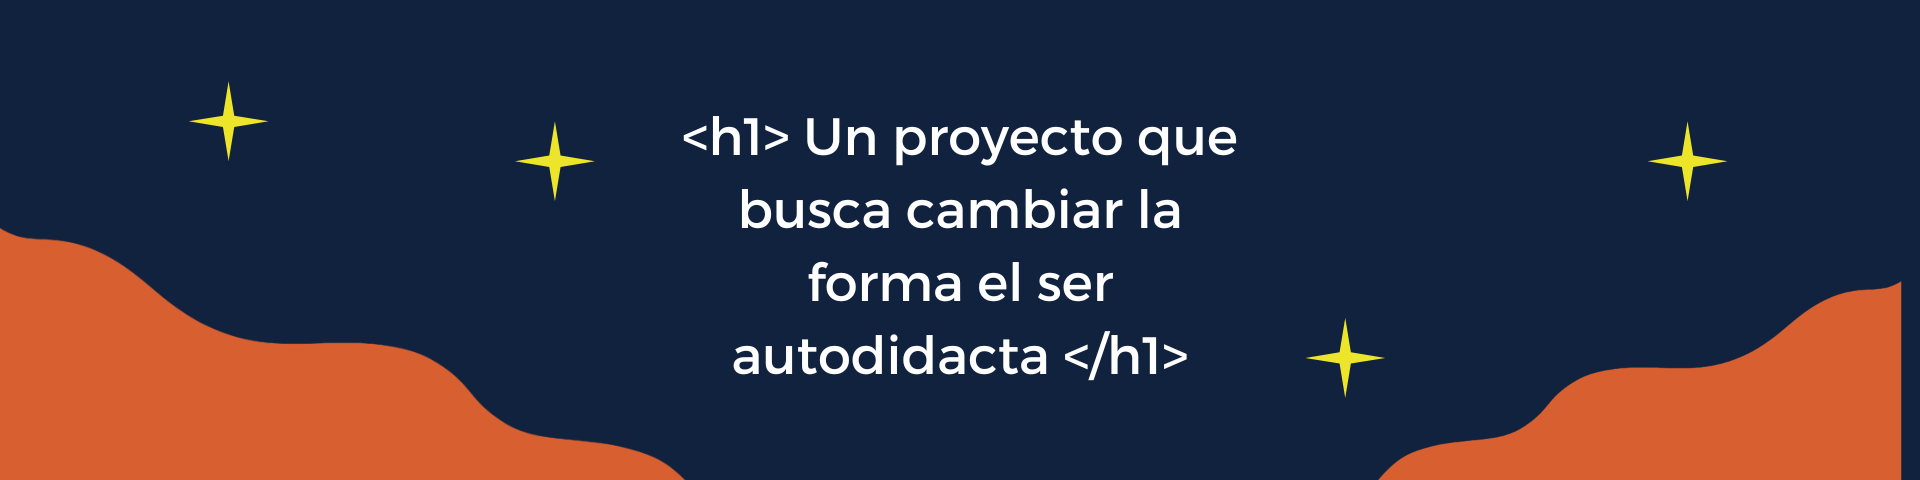 <h1> Un proyecto que
busca cambiar la
forma el ser
autodidacta </h1>